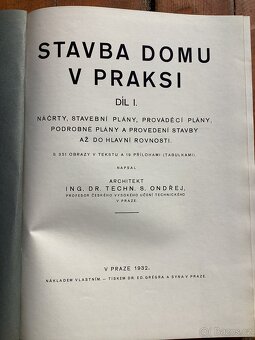 STAVBA DOMU
V PRAKSI
DÍL I.
NÁČRTY, STAVEBNÍ PLÁNY, PROVÁDĚCÍ PLÁNY,
PODROBNÉ PLÁNY A PROVEDENÍ STAVBY
AŽ DO HLAVNÍ ROVNOSTI.
S 351 OBRAZY V TEXTU A 19 PŘÍLOHAMI (TABULKAMI).
NAPSAL
ARCHITEKT
ING. DR. TECHN. S. ONDŘEJ,
PROFESOR ČESKÉHO VYSOKÉHO UČENÍ TECHNICKÉHO
V PRAZE.
V PRAZE 1932.
NÁKLADEM VLASTNÍM. – TISKEM DR. ED. GRÉGRA A SYNA V PRAZE.